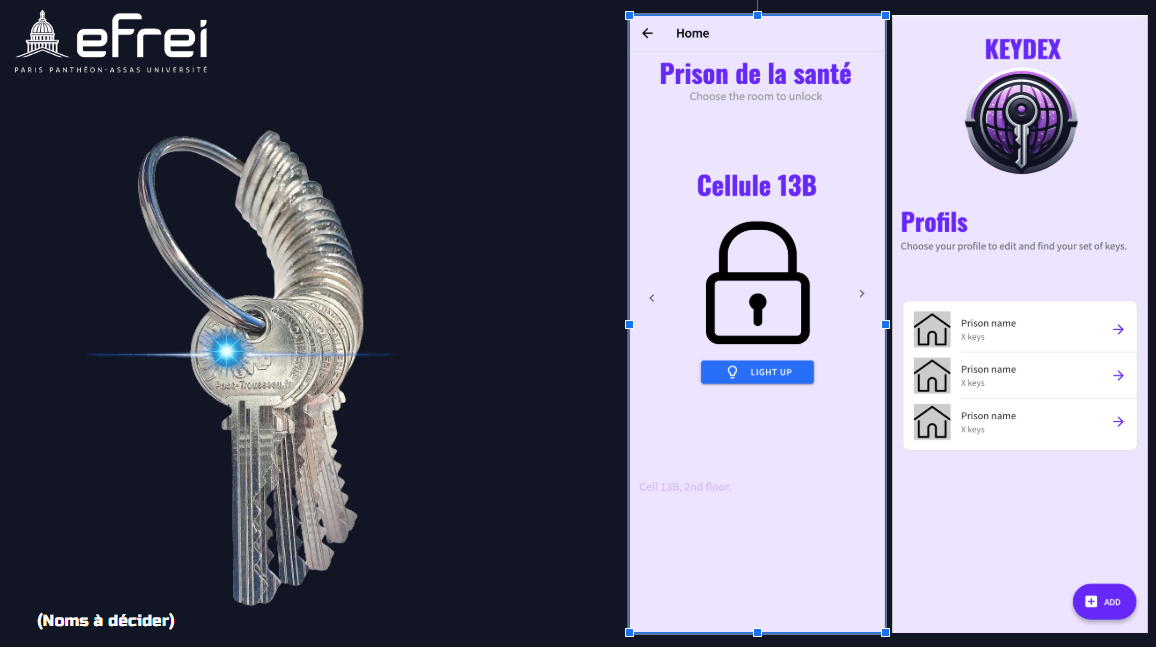 efrei
PARIS PANTHÉON-ASSAS UNIVERSITÉ
Pass-Trousseau.fr
(Noms à décider)
Home
Prison de la santé
Choose the room to unlock
Cellule 13B
LIGHT UP
Cell 13B, 2nd floor.
KEYDEX
Profils
Choose your profile to edit and find your set of keys.
Prison name
X keys
Prison name
X keys
Prison name
X keys
ADD